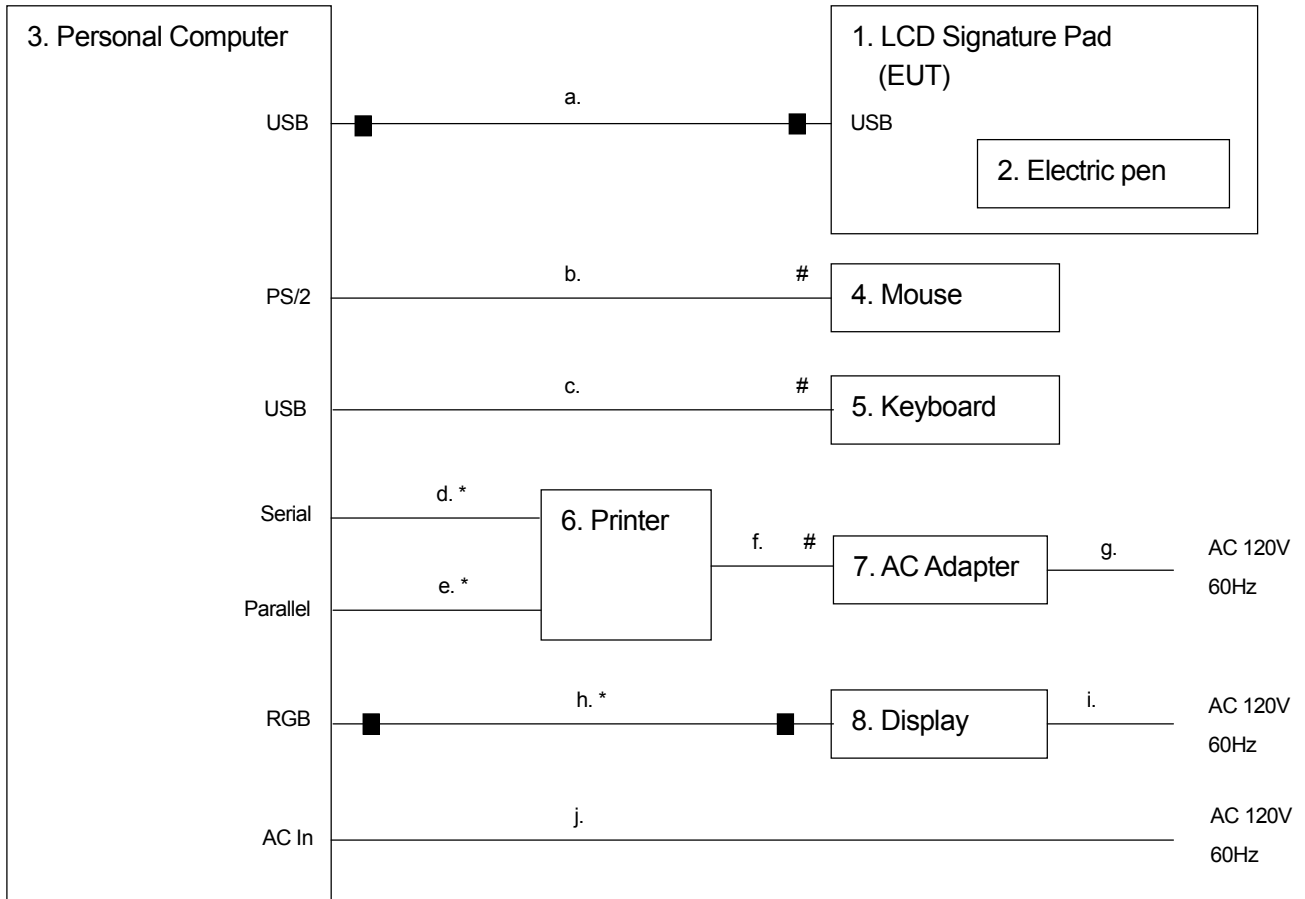 3. Personal Computer
1. LCD Signature Pad
(EUT)
a.
USB
USB
2. Electric pen
b.
#
PS/2
4. Mouse
c.
#
USB
5. Keyboard
d. *
Serial
6. Printer
f.
#
7. AC Adapter
g.
AC 120V
60Hz
e. *
Parallel
h. *
RGB
8. Display
i.
AC 120V
60Hz
j.
AC In
AC 120V
60Hz